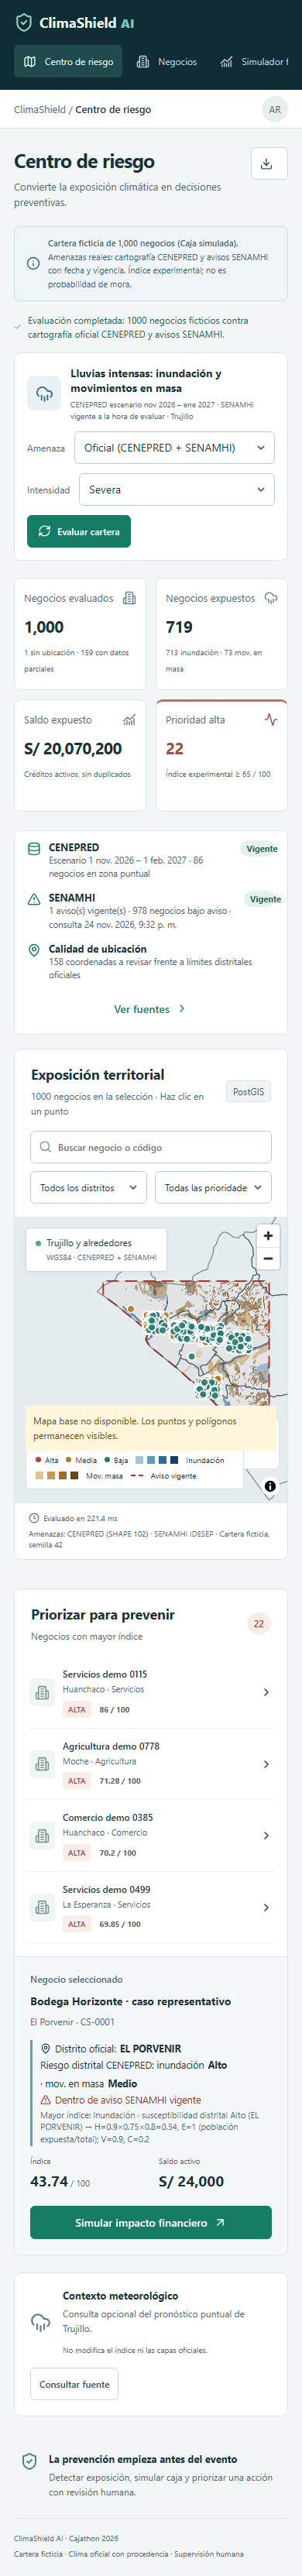 ClimaShield AI
Centro de riesgo
Negocios
Simulador f
ClimaShield / Centro de riesgo
AR
Centro de riesgo
Convierte la exposición climática en decisiones
preventivas.
Cartera ficticia de 1,000 negocios (Caja simulada).
Amenazas reales: cartografía CENEPRED y avisos SENAMHI
con fecha y vigencia. Índice experimental; no es
probabilidad de mora.
Evaluación completada: 1000 negocios ficticios contra
cartografía oficial CENEPRED y avisos SENAMHI.
Lluvias intensas: inundación y
movimientos en masa
CENEPRED escenario nov 2026 – ene 2027 · SENAMHI
vigente a la hora de evaluar · Trujillo
Amenaza
Oficial (CENEPRED + SENAMHI)
Intensidad
Severa
Evaluar cartera
Negocios evaluados
1,000
1 sin ubicación · 159 con datos
parciales
Negocios expuestos
719
713 inundación · 73 mov. en
masa
Saldo expuesto
S/ 20,070,200
Créditos activos, sin duplicados
Prioridad alta
22
Índice experimental ≥ 65 / 100
CENEPRED
Vigente
Escenario 1 nov. 2026 – 1 feb. 2027 · 86
negocios en zona puntual
SENAMHI
Vigente
1 aviso(s) vigente(s) · 978 negocios bajo aviso ·
consulta 24 nov. 2026, 9:32 p. m.
Calidad de ubicación
158 coordenadas a revisar frente a límites distritales
oficiales
Ver fuentes
Exposición territorial
1000 negocios en la selección · Haz clic en
un punto
PostGIS
Buscar negocio o código
Todos los distritos
Todas las prioridade
Trujillo y alrededores
WGS84 · CENEPRED + SENAMHI
+
−
Mapa base no disponible. Los puntos y polígonos
permanecen visibles.
Alta
Media
Baja
Inundación
Mov. masa
Aviso vigente
Evaluado en 221.4 ms
Amenazas: CENEPRED (SHAPE 102) · SENAMHI IDESEP · Cartera ficticia,
semilla 42
Priorizar para prevenir
Negocios con mayor índice
22
Servicios demo 0115
Huanchaco · Servicios
ALTA 86 / 100
Agricultura demo 0778
Moche · Agricultura
ALTA 71.28 / 100
Comercio demo 0385
Huanchaco · Comercio
ALTA 70.2 / 100
Servicios demo 0499
La Esperanza · Servicios
ALTA 69.85 / 100
Negocio seleccionado
Bodega Horizonte · caso representativo
El Porvenir · CS-0001
Distrito oficial: EL PORVENIR
Riesgo distrital CENEPRED: inundación Alto
· mov. en masa Medio
Dentro de aviso SENAMHI vigente
Mayor índice: Inundación · susceptibilidad distrital Alto (EL
PORVENIR) → H=0.9×0.75×0.8=0.54, E=1 (población
expuesta/total); V=0.9, C=0.2
Índice
43.74 / 100
Saldo activo
S/ 24,000
Simular impacto financiero
Contexto meteorológico
Consulta opcional del pronóstico puntual de
Trujillo.
No modifica el índice ni las capas oficiales.
Consultar fuente
La prevención empieza antes del evento
Detectar exposición, simular caja y priorizar una acción
con revisión humana.
ClimaShield AI · Cajathon 2026
Cartera ficticia · Clima oficial con procedencia · Supervisión humana